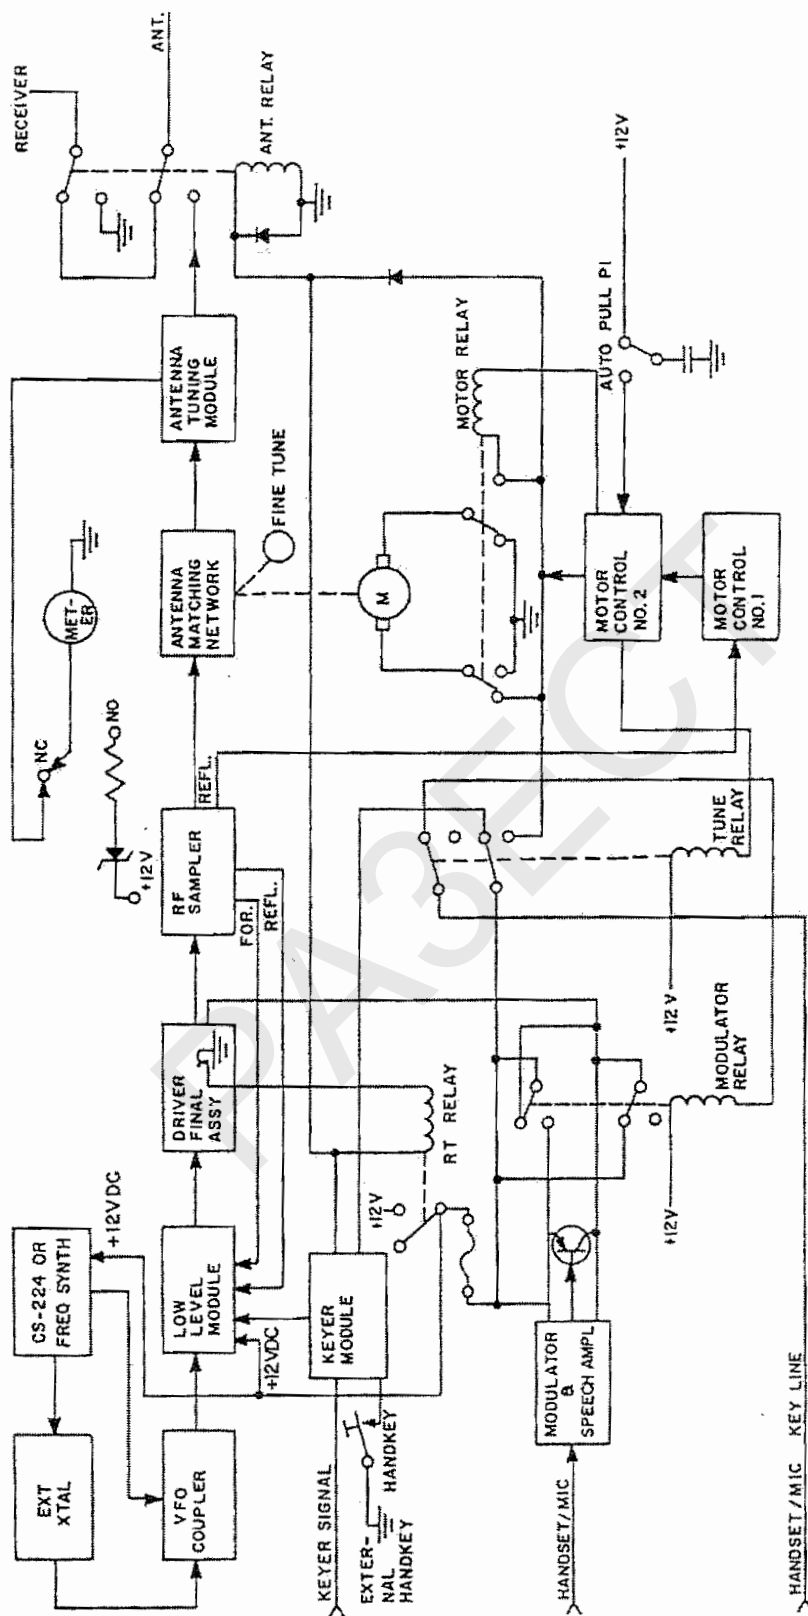 CS-224 OR
FREQ SYNTH
EXT
XTAL
+12VDC
VFO
COUPLER
LOW
LEVEL
MODULE
+12VDC
DRIVER
FINAL
ASSY
RF
SAMPLER
FOR.
REFL.
REFL.
+12V
NO
NC
MET-
ER
ANTENNA
MATCHING
NETWORK
FINE TUNE
ANTENNA
TUNING
MODULE
RECEIVER
ANT.
ANT. RELAY
KEYER SIGNAL
KEYER
MODULE
EXTER-
NAL
HANDKEY
HANDKEY
+12V
RT RELAY
M
MOTOR RELAY
AUTO PULL PI
+12V
MOTOR
CONTROL
NO.2
MOTOR
CONTROL
NO.1
TUNE
RELAY
+12V
MODULATOR
RELAY
+12V
MODULATOR
&
SPEECH AMPL
HANDSET/MIC
HANDSET/MIC KEY LINE
PA3ECT